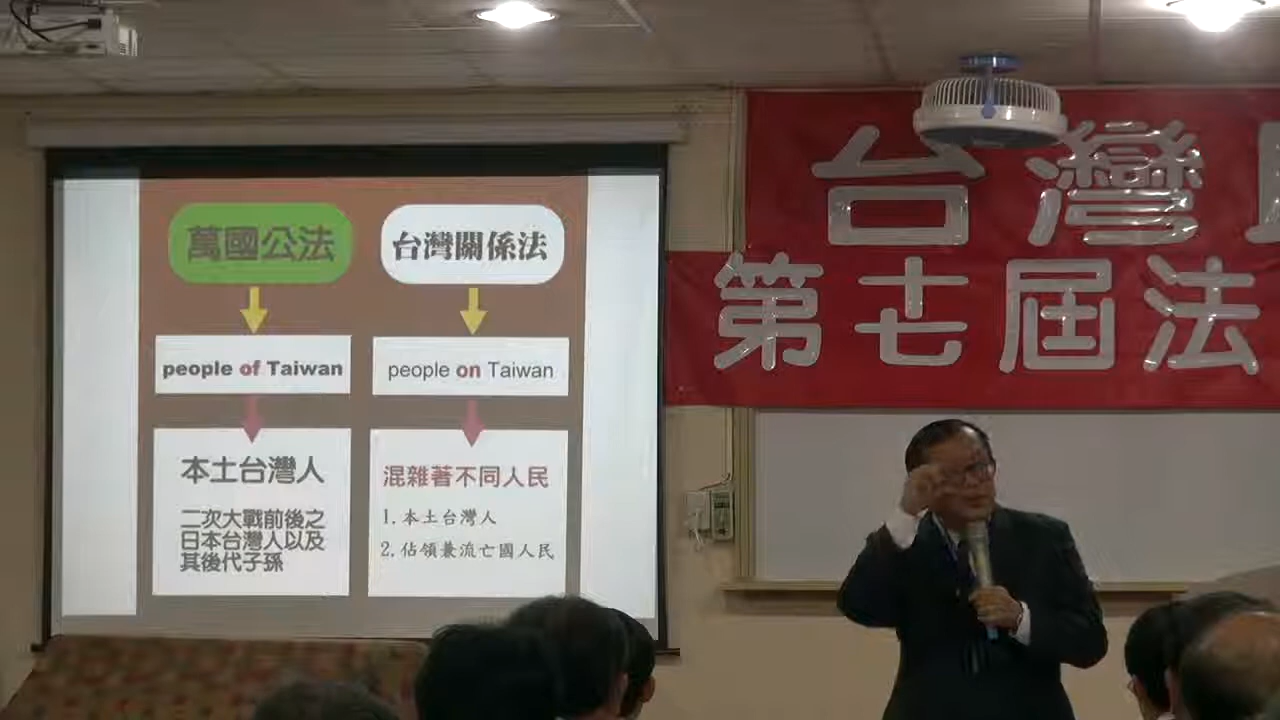 萬國公法
台灣關係法
people of Taiwan
people on Taiwan
本土台灣人
二次大戰前後之
日本台灣人以及
其後代子孫
混雜著不同人民
1.本土台灣人
2.佔領兼流亡國人民
台灣
第七屆法